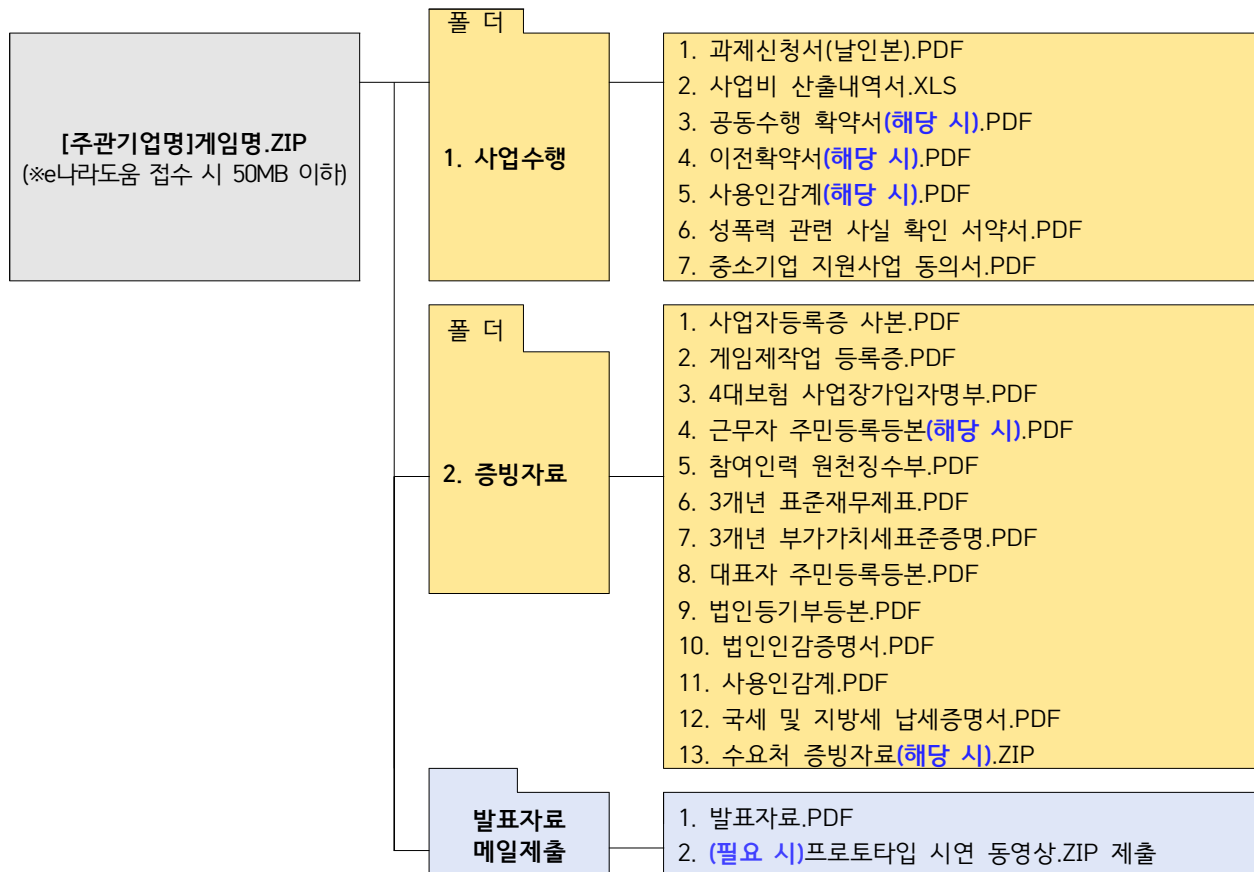 [주관기업명]게임명.ZIP
(※e나라도움 접수 시 50MB 이하)
폴 더
1. 사업수행
1. 과제신청서(날인본).PDF
2. 사업비 산출내역서.XLS
3. 공동수행 확약서(해당 시).PDF
4. 이전확약서(해당 시).PDF
5. 사용인감계(해당 시).PDF
6. 성폭력 관련 사실 확인 서약서.PDF
7. 중소기업 지원사업 동의서.PDF
폴 더
2. 증빙자료
1. 사업자등록증 사본.PDF
2. 게임제작업 등록증.PDF
3. 4대보험 사업장가입자명부.PDF
4. 근무자 주민등록등본(해당 시).PDF
5. 참여인력 원천징수부.PDF
6. 3개년 표준재무제표.PDF
7. 3개년 부가가치세표준증명.PDF
8. 대표자 주민등록등본.PDF
9. 법인등기부등본.PDF
10. 법인인감증명서.PDF
11. 사용인감계.PDF
12. 국세 및 지방세 납세증명서.PDF
13. 수요처 증빙자료(해당 시).ZIP
발표자료
메일제출
1. 발표자료.PDF
2. (필요 시)프로토타입 시연 동영상.ZIP 제출